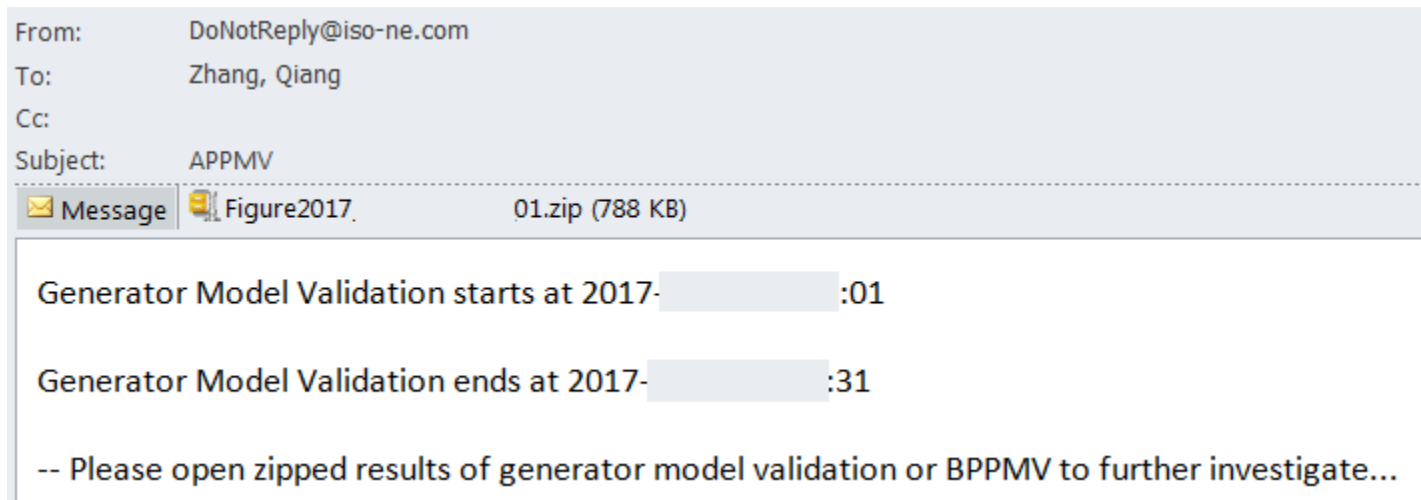 From: DoNotReply@iso-ne.com
To: Zhang, Qiang
Cc:
Subject: APPMV
Message Figure2017 01.zip (788 KB)
Generator Model Validation starts at 2017- :01
Generator Model Validation ends at 2017- :31
-- Please open zipped results of generator model validation or BPPMV to further investigate...